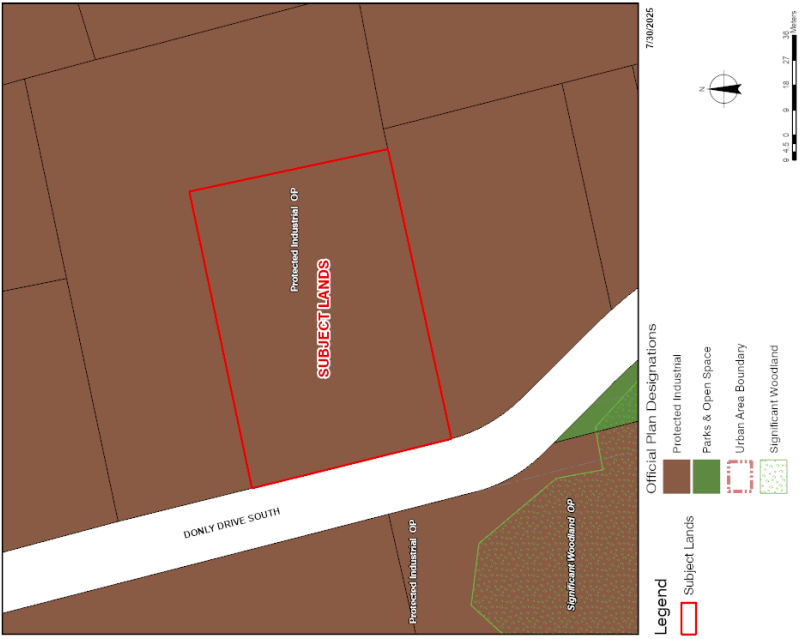 Protected Industrial OP
SUBJECT LANDS
DONLY DRIVE SOUTH
Protected Industrial OP
Significant Woodland OP
Legend
Subject Lands
Official Plan Designations
Protected Industrial
Parks & Open Space
Urban Area Boundary
Significant Woodland
7/30/2025
N
9 4.5 0 9 18 27 36
Meters